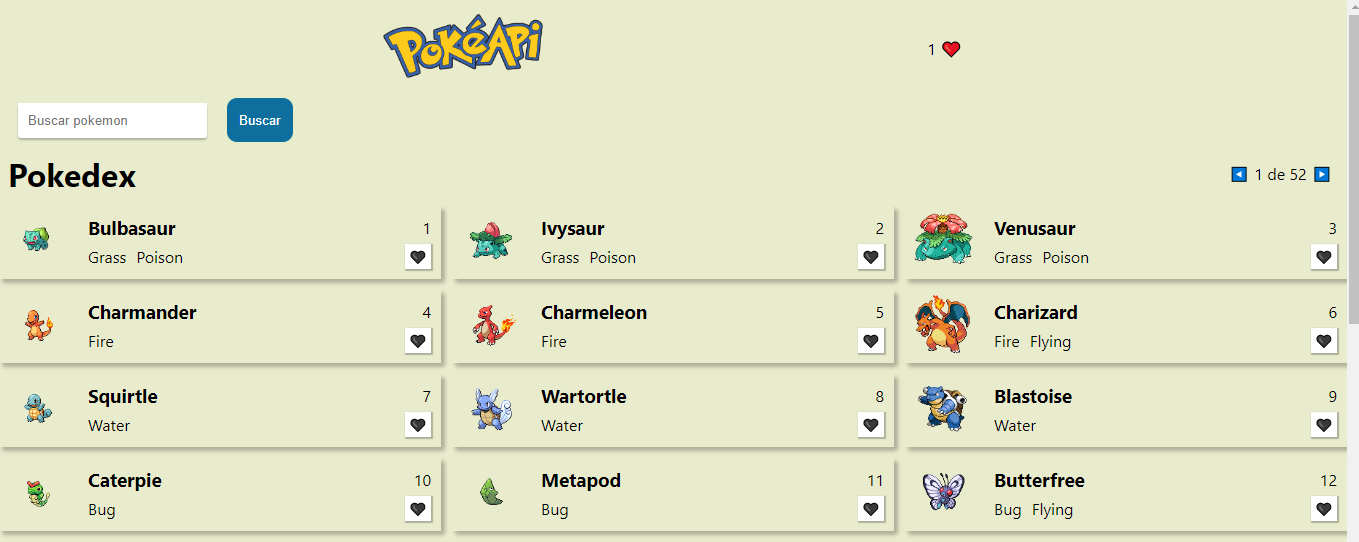 PokéApi
1
Buscar pokemon
Buscar
Pokedex
1 de 52
Bulbasaur 1
Grass Poison
Ivysaur 2
Grass Poison
Venusaur 3
Grass Poison
Charmander 4
Fire
Charmeleon 5
Fire
Charizard 6
Fire Flying
Squirtle 7
Water
Wartortle 8
Water
Blastoise 9
Water
Caterpie 10
Bug
Metapod 11
Bug
Butterfree 12
Bug Flying